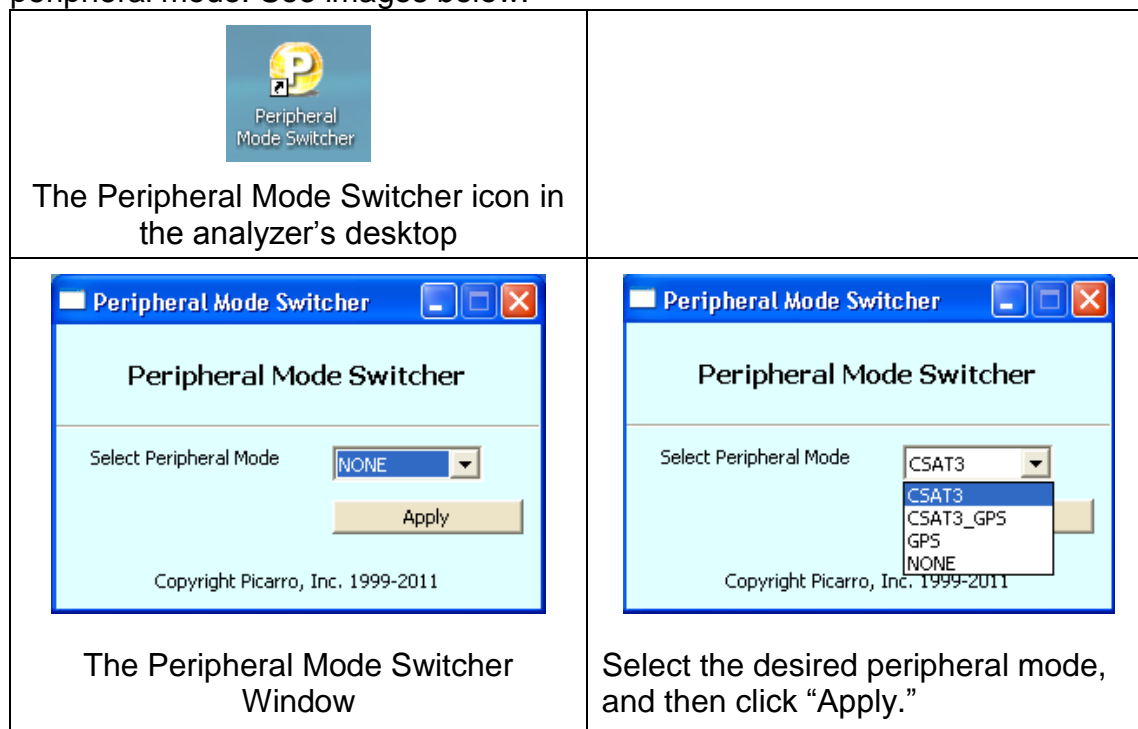 peripheral mode. See images below.
Peripheral
Mode Switcher
The Peripheral Mode Switcher icon in
the analyzer’s desktop
Peripheral Mode Switcher
Peripheral Mode Switcher
Select Peripheral Mode
NONE
Apply
Copyright Picarro, Inc. 1999-2011
The Peripheral Mode Switcher
Window
Peripheral Mode Switcher
Peripheral Mode Switcher
Select Peripheral Mode
CSAT3
CSAT3
CSAT3_GPS
GPS
NONE
Copyright Picarro, Inc. 1999-2011
Select the desired peripheral mode,
and then click “Apply.”